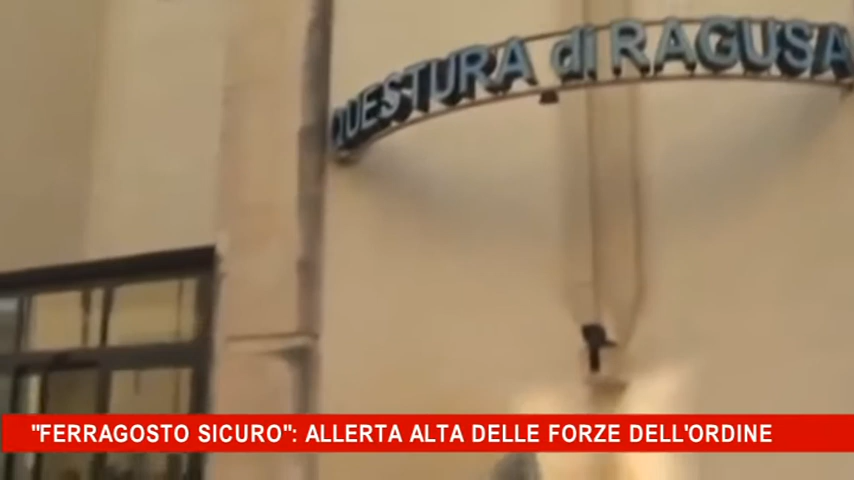 QUESTURA di RAGUSA
"FERRAGOSTO SICURO": ALLERTA ALTA DELLE FORZE DELL'ORDINE